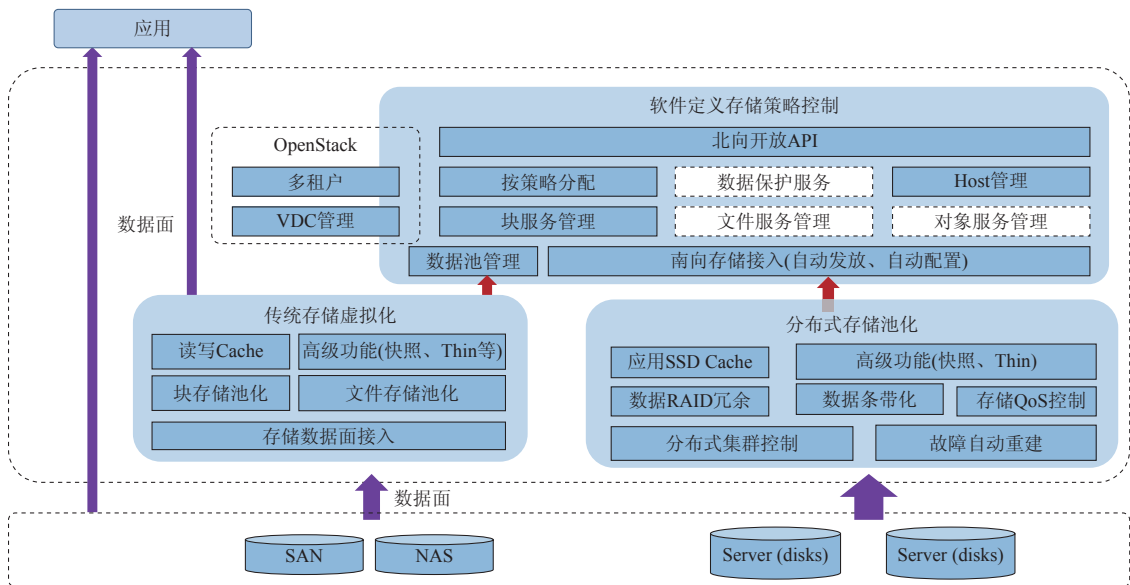 应用
软件定义存储策略控制
OpenStack
北向开放API
多租户
按策略分配
数据保护服务
Host管理
数据面
VDC管理
块服务管理
文件服务管理
对象服务管理
数据池管理
南向存储接入(自动发放、自动配置)
传统存储虚拟化
读写Cache
高级功能(快照、Thin等)
块存储池化
文件存储池化
存储数据面接入
分布式存储池化
应用SSD Cache
高级功能(快照、Thin)
数据RAID冗余
数据条带化
存储QoS控制
分布式集群控制
故障自动重建
数据面
SAN
NAS
Server (disks)
Server (disks)